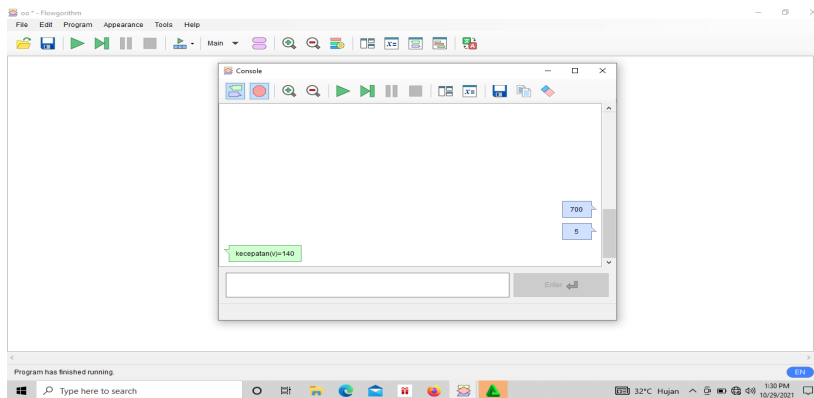 oo * - Flowgorithm
File Edit Program Appearance Tools Help
Main
Console
700
5
kecepatan(v)=140
Enter
Program has finished running.
EN
Type here to search
32°C Hujan
1:30 PM
10/29/2021